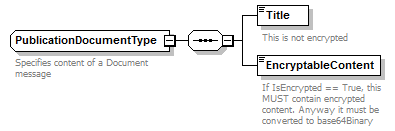 Title
This is not encrypted
PublicationDocumentType
Specifies content of a Document
message
EncryptableContent
If IsEncrypted == True, this
MUST contain encrypted
content. Anyway it must be
converted to base64Binary